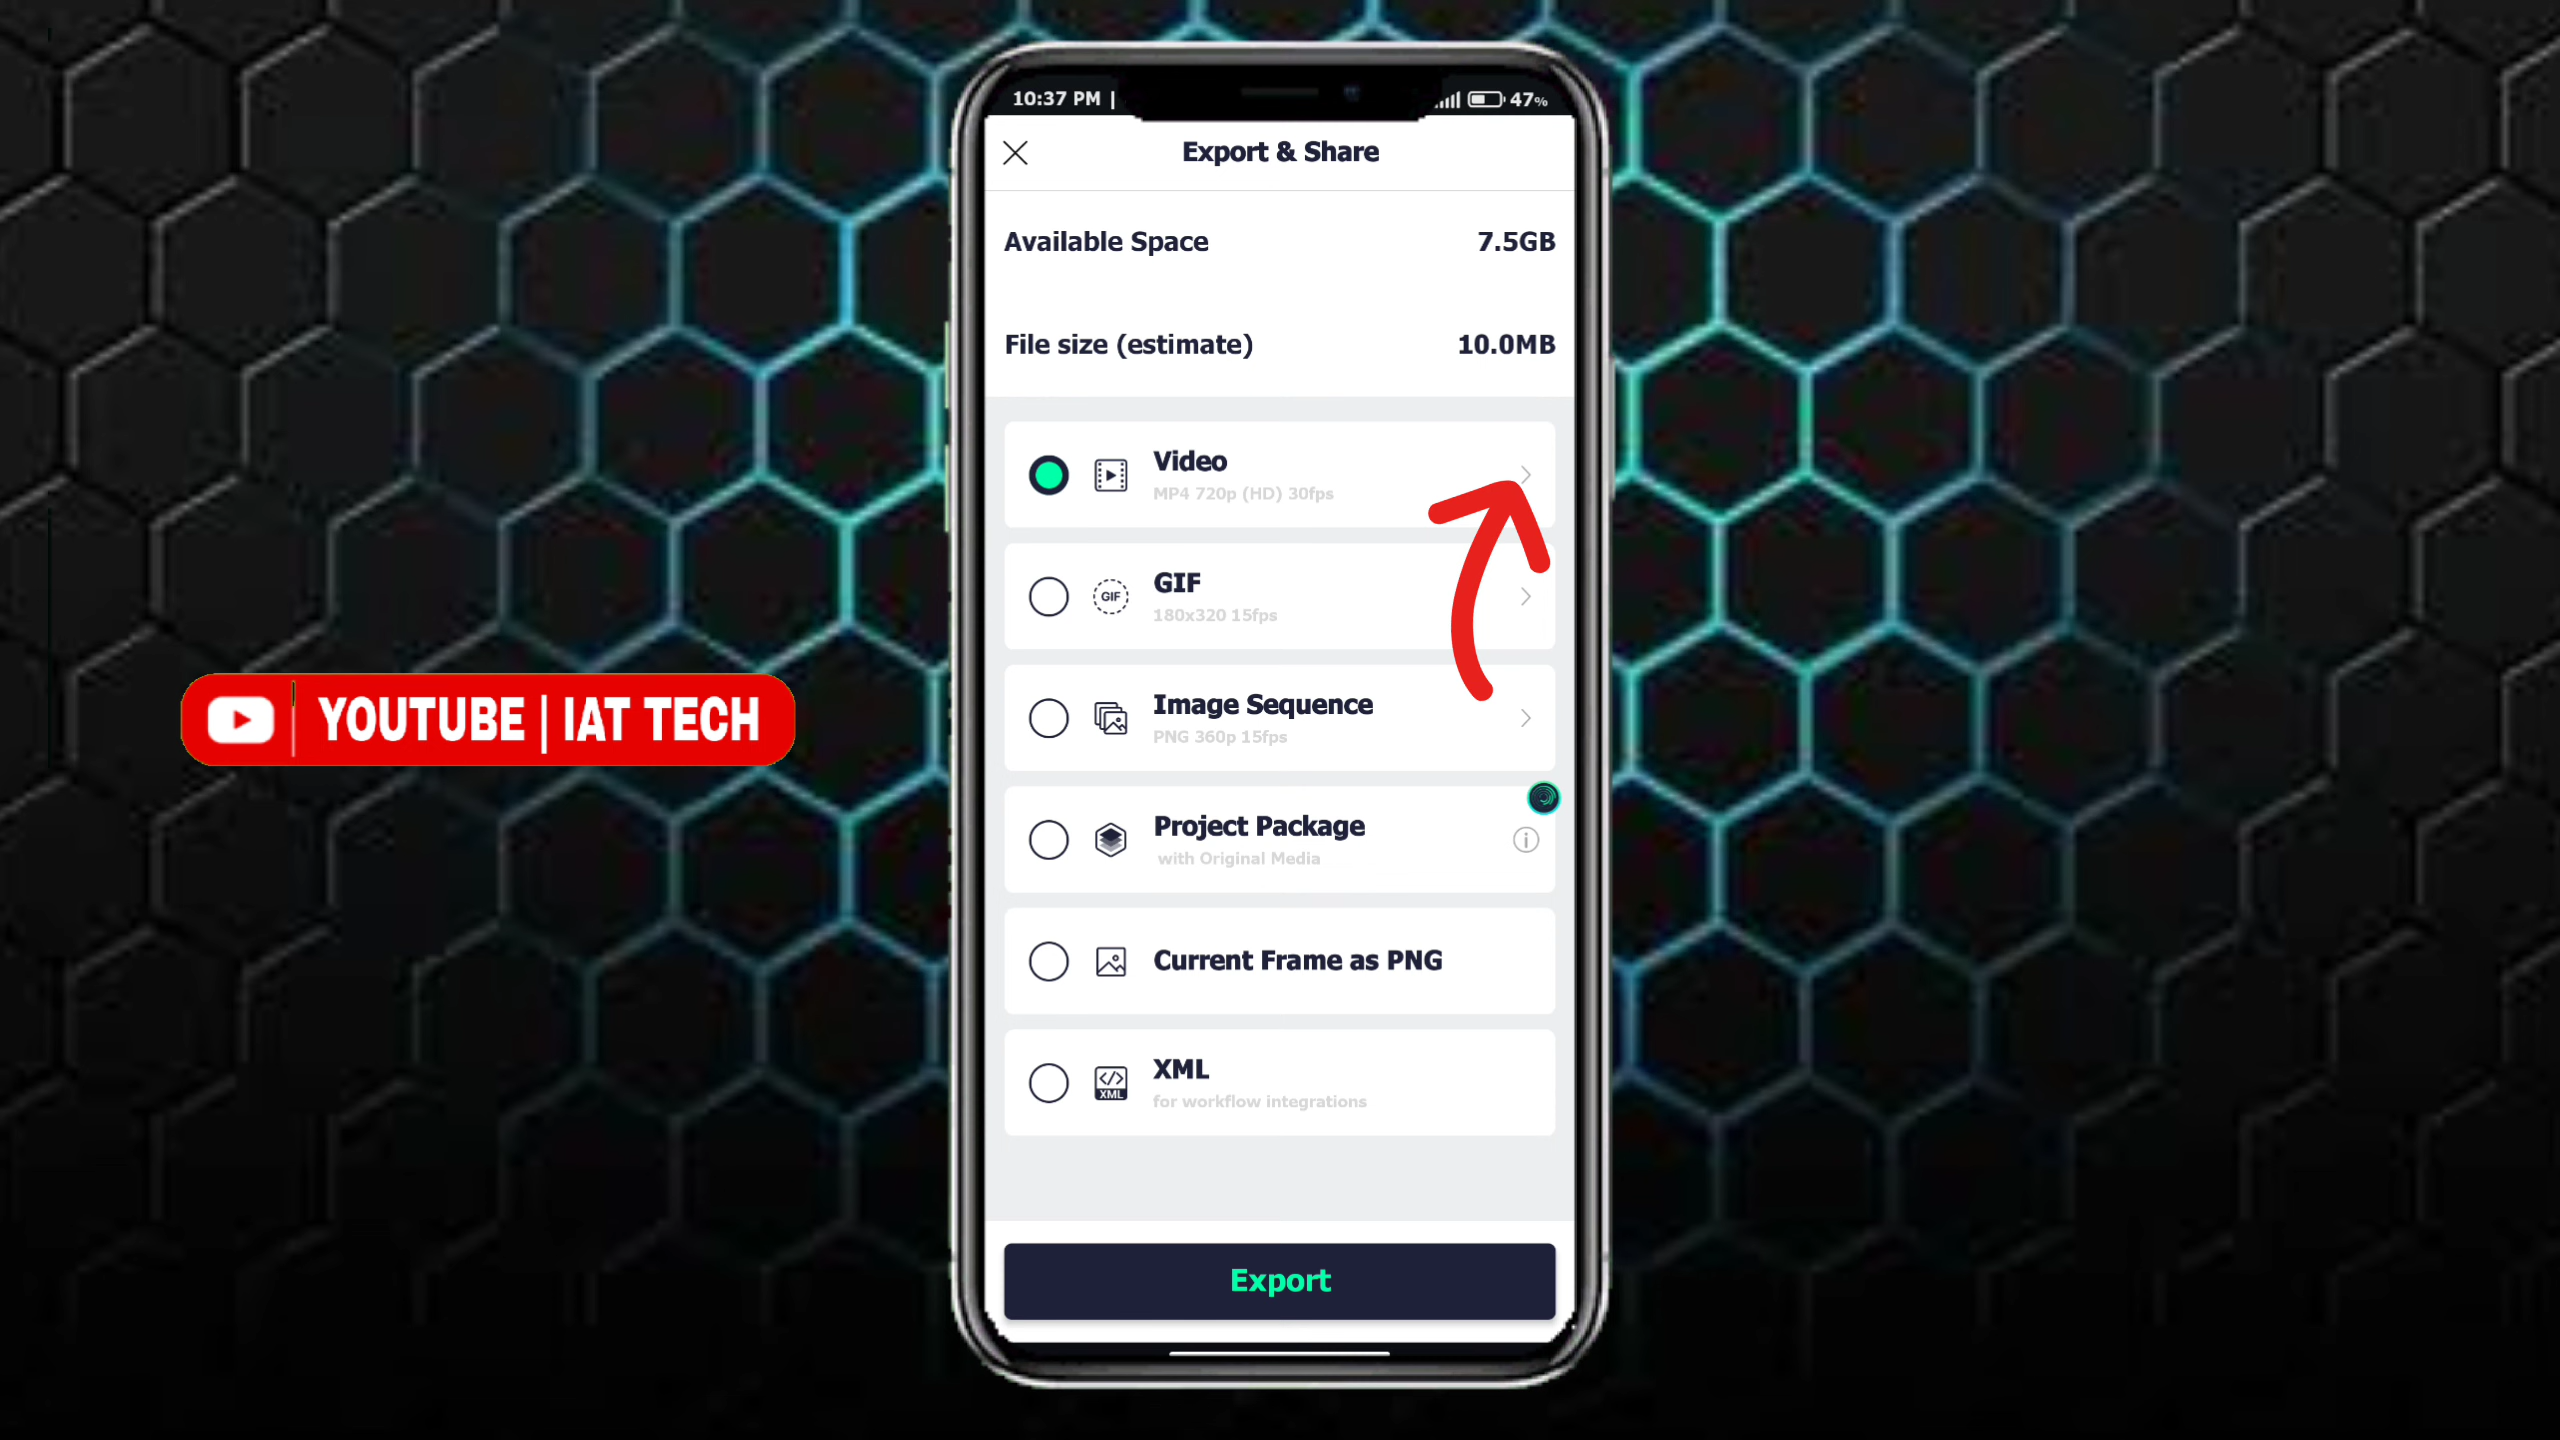 10:37 PM |
47%
Export & Share
Available Space
7.5GB
File size (estimate)
10.0MB
Video
MP4 720p (HD) 30fps
GIF
GIF
180x320 15fps
YOUTUBE | IAT TECH
Image Sequence
PNG 360p 15fps
Project Package
with Original Media
Current Frame as PNG
XML
XML
for workflow integrations
Export